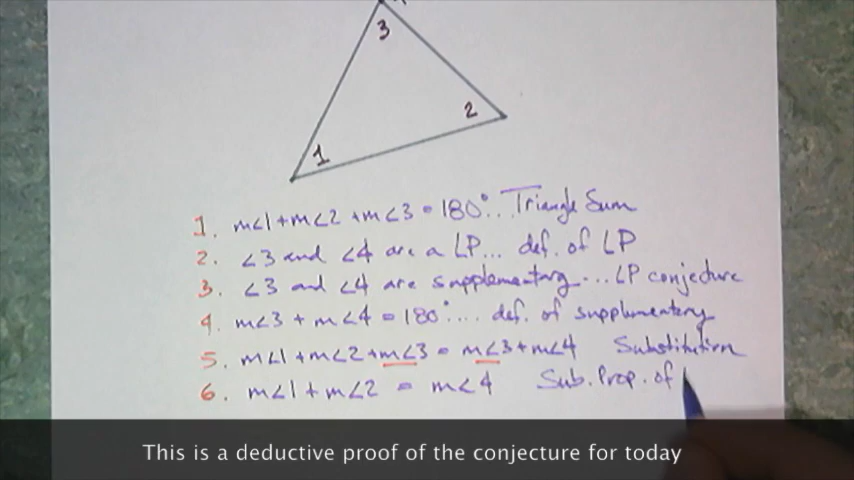 3
2
1
1. m∠1 + m∠2 + m∠3 = 180°... Triangle Sum
2. ∠3 and ∠4 are a LP... def. of LP
3. ∠3 and ∠4 are supplementary... LP conjecture
4. m∠3 + m∠4 = 180°... def. of supplementary
5. m∠1 + m∠2 + m∠3 = m∠3 + m∠4 Substitution
6. m∠1 + m∠2 = m∠4 Sub. Prop. of
This is a deductive proof of the conjecture for today